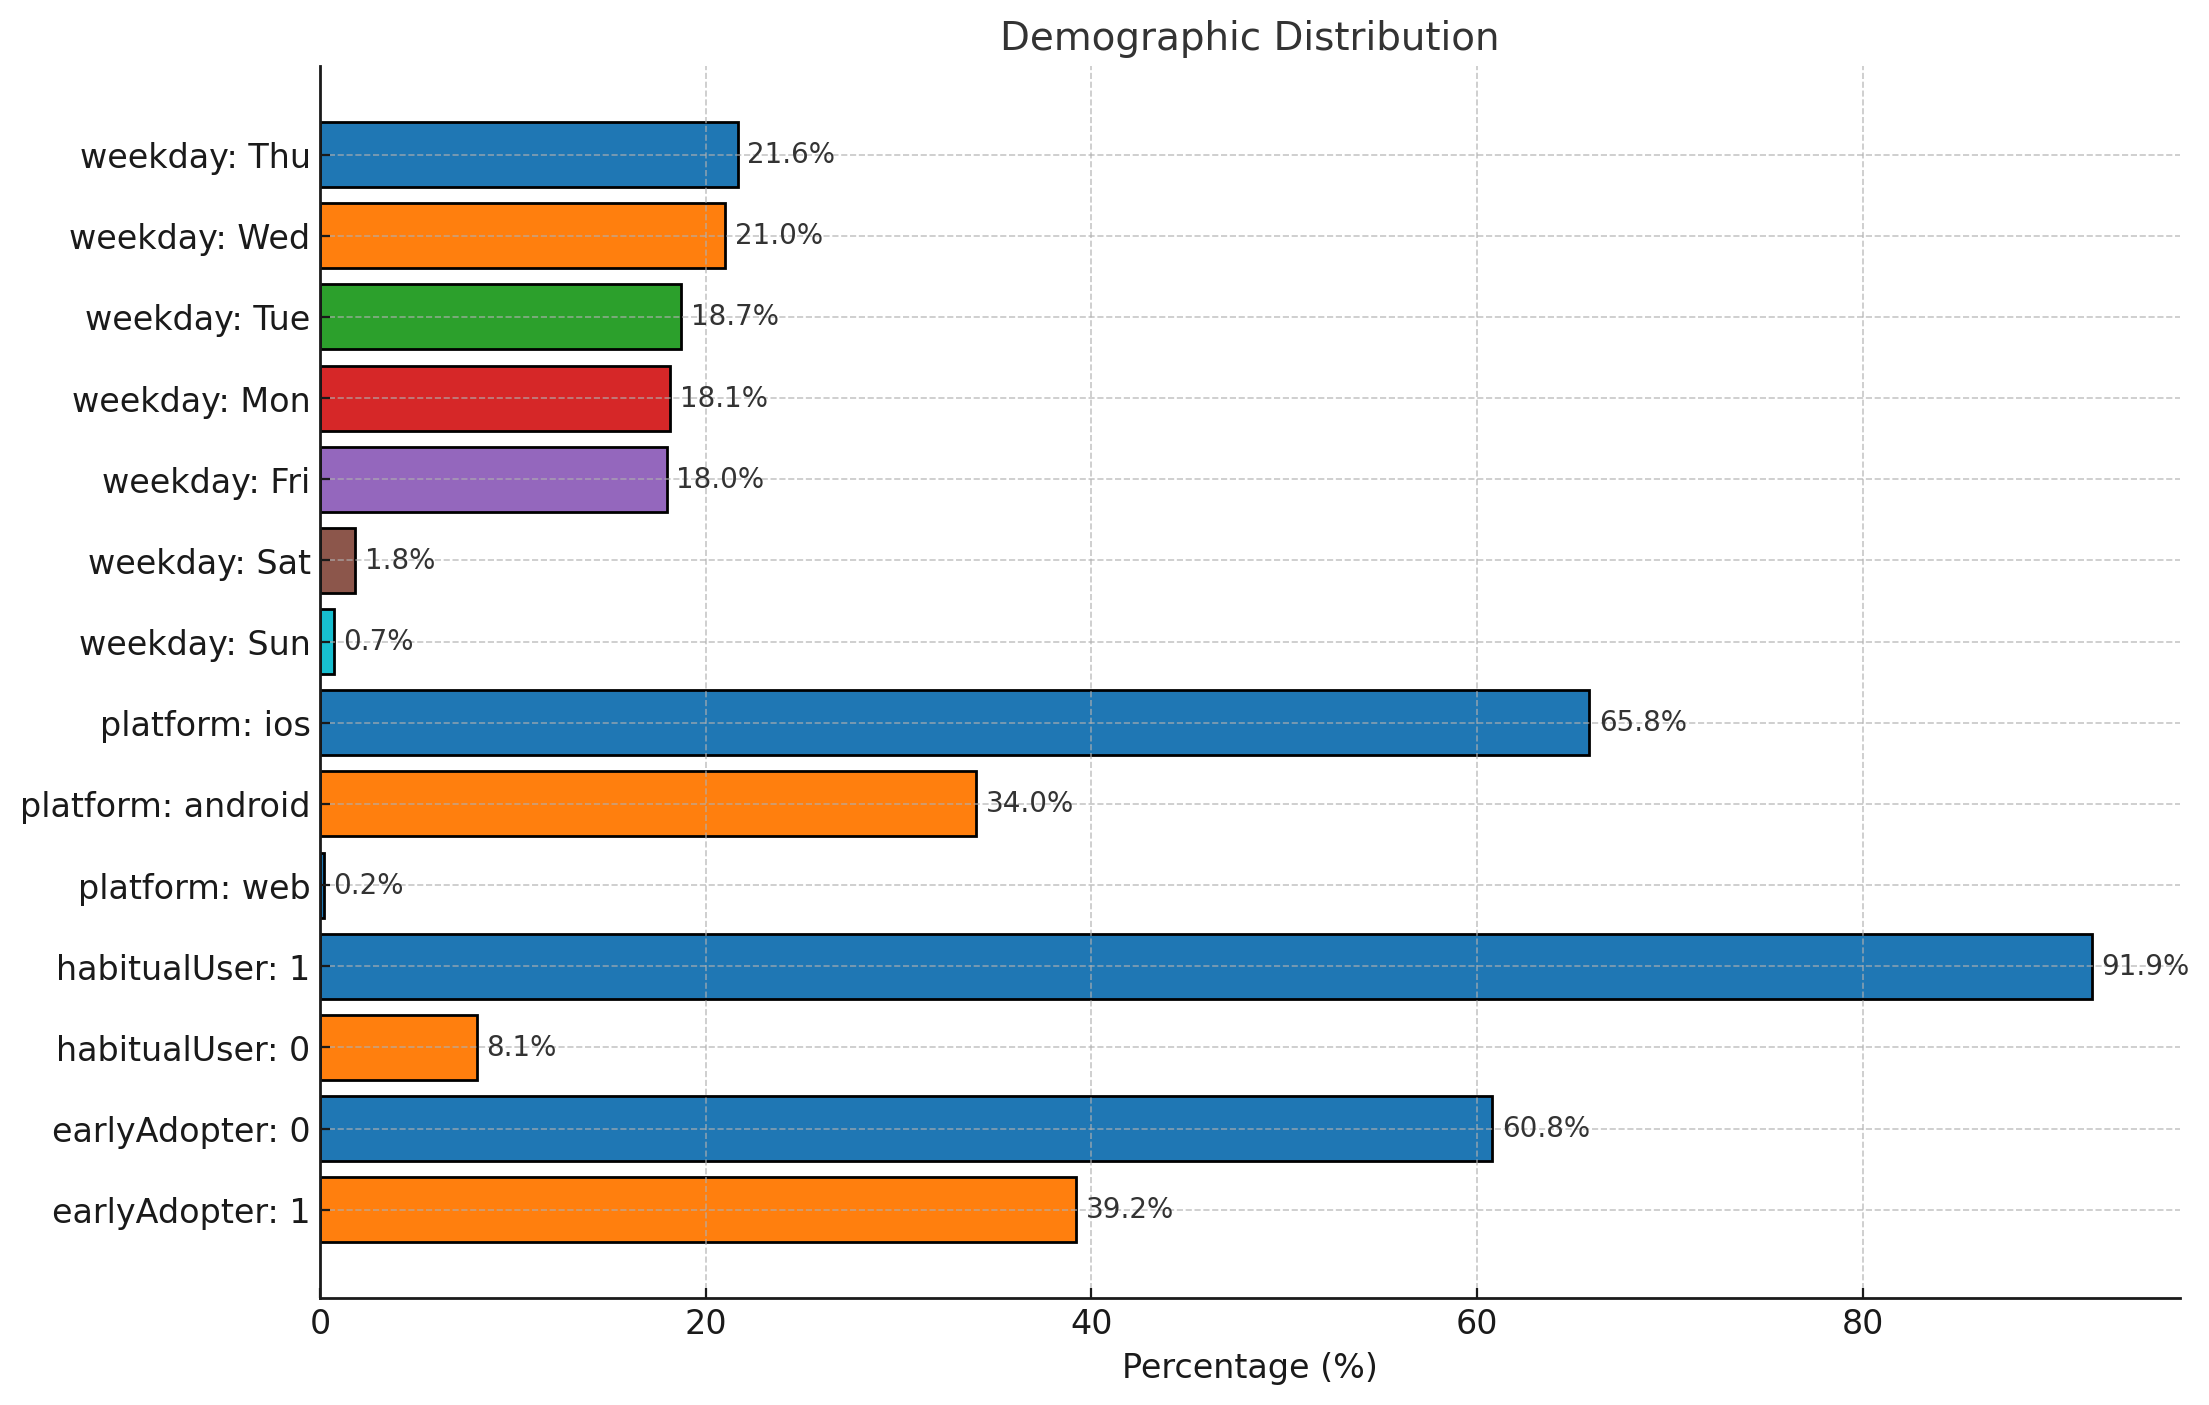 Demographic Distribution
weekday: Thu 21.6%
weekday: Wed 21.0%
weekday: Tue 18.7%
weekday: Mon 18.1%
weekday: Fri 18.0%
weekday: Sat 1.8%
weekday: Sun 0.7%
platform: ios 65.8%
platform: android 34.0%
platform: web 0.2%
habitualUser: 1 91.9%
habitualUser: 0 8.1%
earlyAdopter: 0 60.8%
earlyAdopter: 1 39.2%
0 20 40 60 80
Percentage (%)